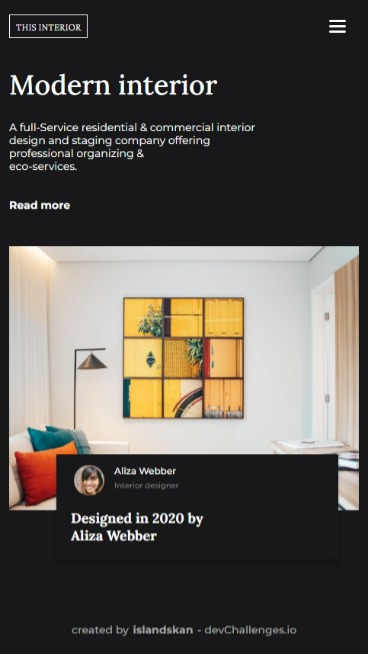 THIS INTERIOR
Modern interior
A full-Service residential & commercial interior
design and staging company offering
professional organizing &
eco-services.
Read more
Aliza Webber
Interior designer
Designed in 2020 by
Aliza Webber
created by islandskan - devChallenges.io